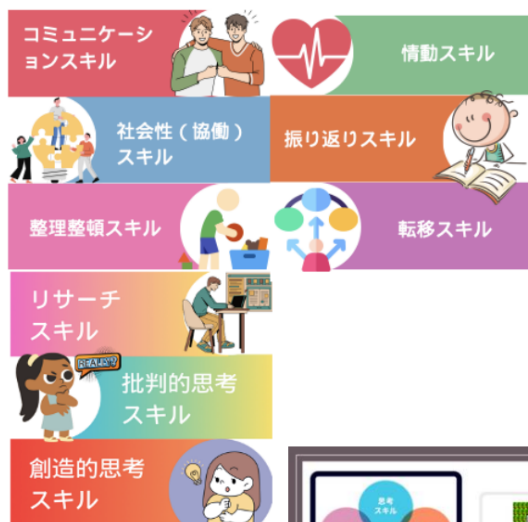 コミュニケーシ
ョンスキル
情動スキル
社会性(協働)
スキル
振り返りスキル
整理整頓スキル
転移スキル
リサーチ
スキル
REALLY?
批判的思考
スキル
創造的思考
スキル
思考
スキル